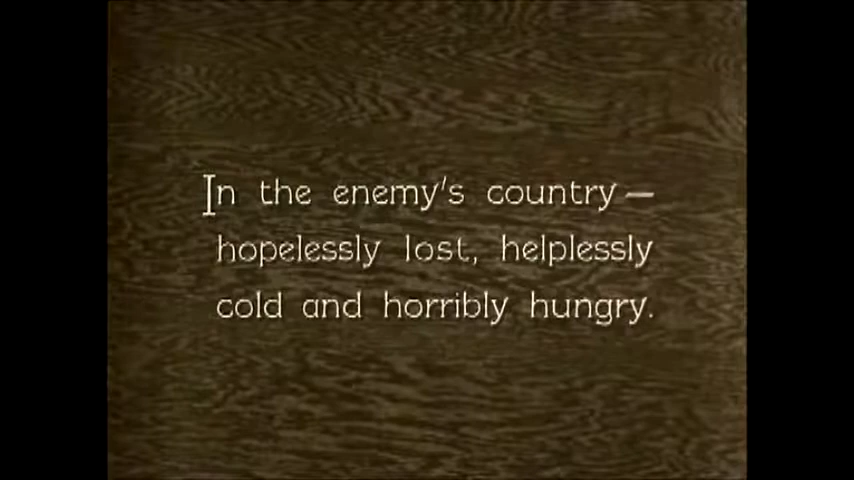 In the enemy's country —
hopelessly lost, helplessly
cold and horribly hungry.